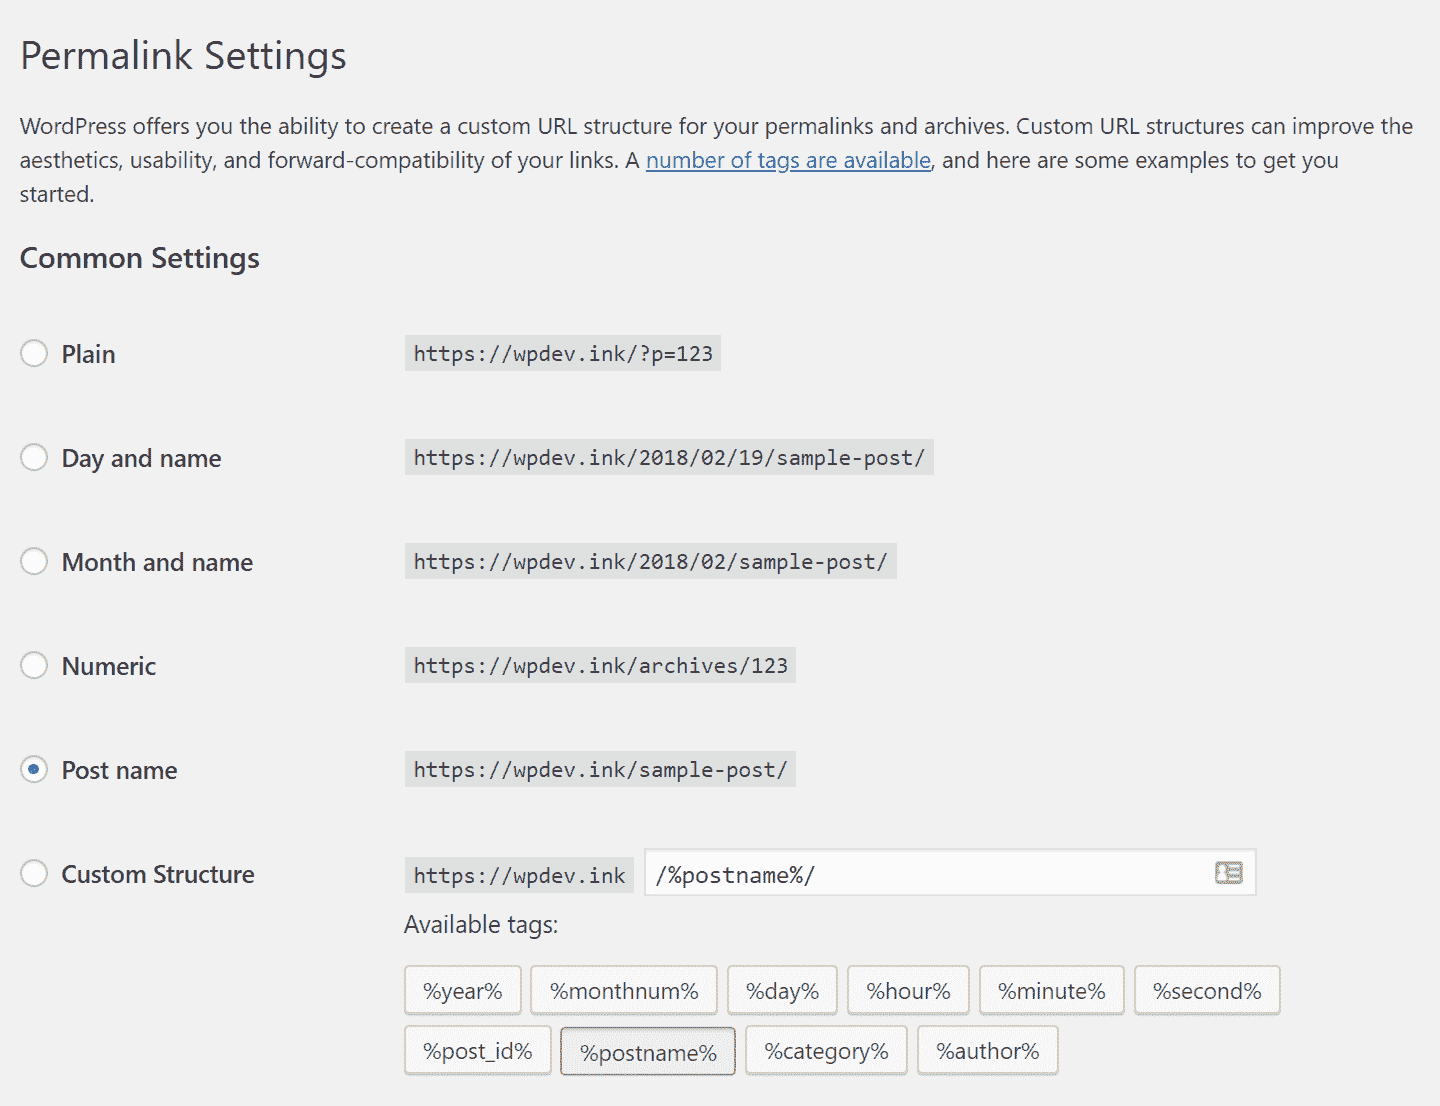 Permalink Settings
WordPress offers you the ability to create a custom URL structure for your permalinks and archives. Custom URL structures can improve the
aesthetics, usability, and forward-compatibility of your links. A number of tags are available, and here are some examples to get you
started.
Common Settings
Plain https://wpdev.ink/?p=123
Day and name https://wpdev.ink/2018/02/19/sample-post/
Month and name https://wpdev.ink/2018/02/sample-post/
Numeric https://wpdev.ink/archives/123
Post name https://wpdev.ink/sample-post/
Custom Structure https://wpdev.ink /%postname%/
Available tags:
%year% %monthnum% %day% %hour% %minute% %second%
%post_id% %postname% %category% %author%